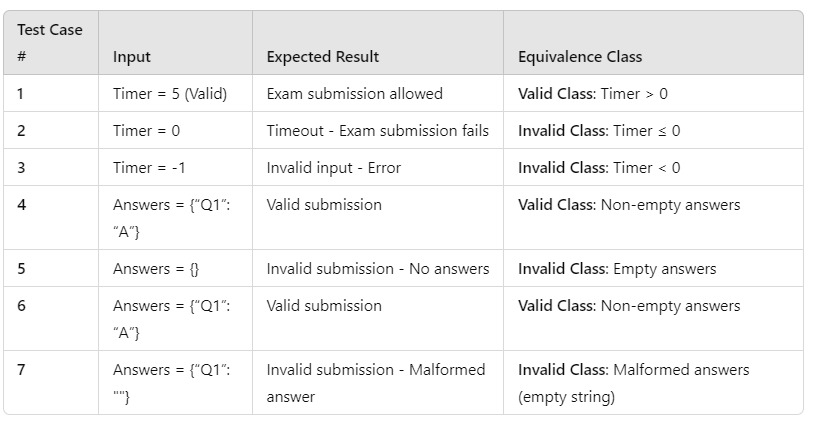 Test Case
# Input Expected Result Equivalence Class
1 Timer = 5 (Valid) Exam submission allowed Valid Class: Timer > 0
2 Timer = 0 Timeout - Exam submission fails Invalid Class: Timer ≤ 0
3 Timer = -1 Invalid input - Error Invalid Class: Timer < 0
4 Answers = {"Q1": Valid submission Valid Class: Non-empty answers
"A"}
5 Answers = {} Invalid submission - No answers Invalid Class: Empty answers
6 Answers = {"Q1": Valid submission Valid Class: Non-empty answers
"A"}
7 Answers = {"Q1": Invalid submission - Malformed Invalid Class: Malformed answers
""} answer (empty string)